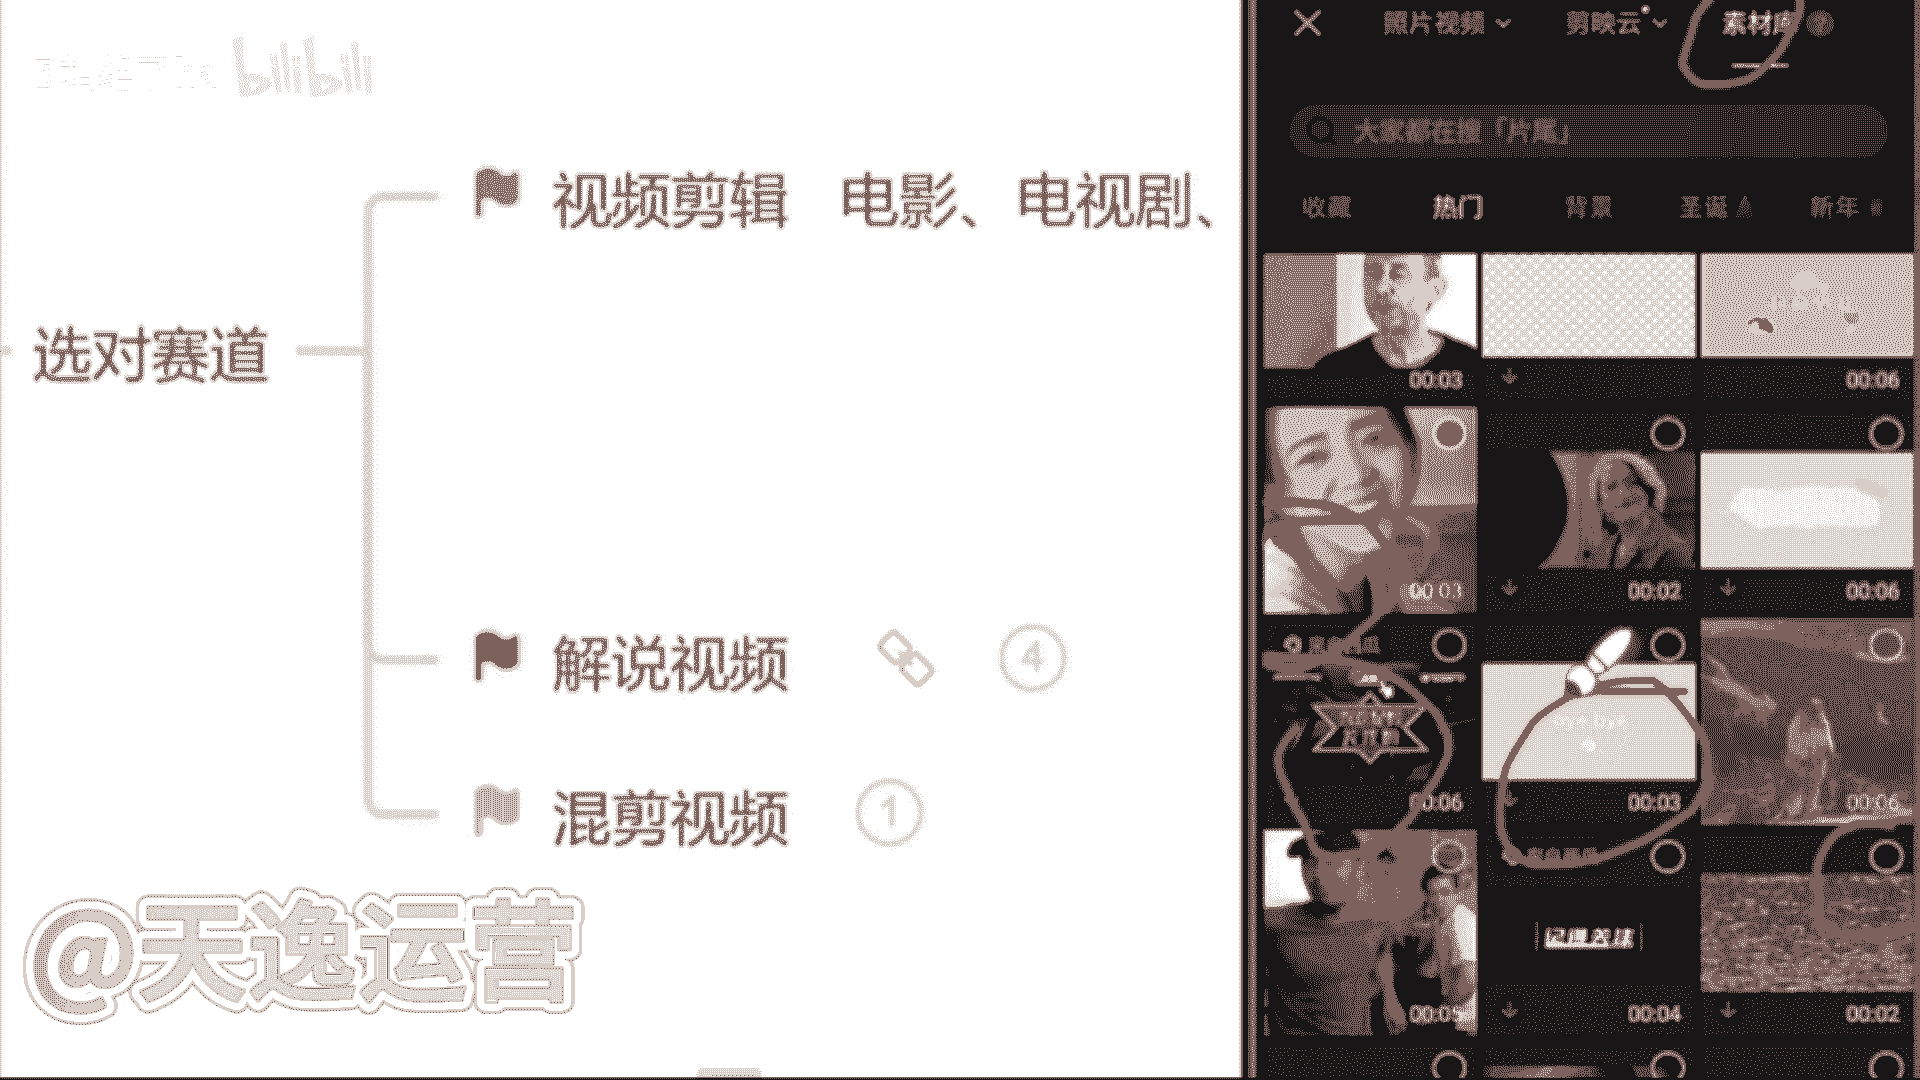 bilibili
选对赛道
视频剪辑 电影、电视剧、
解说视频 4
混剪视频 1
@天逸运营
照片视频 剪映云 素材库
大家都在搜「片尾」
收藏 热门 背景 圣诞 新年
00:03
00:06
00:03
00:02
00:06
bye bye
00:06
00:03
00:06
00:04
00:02